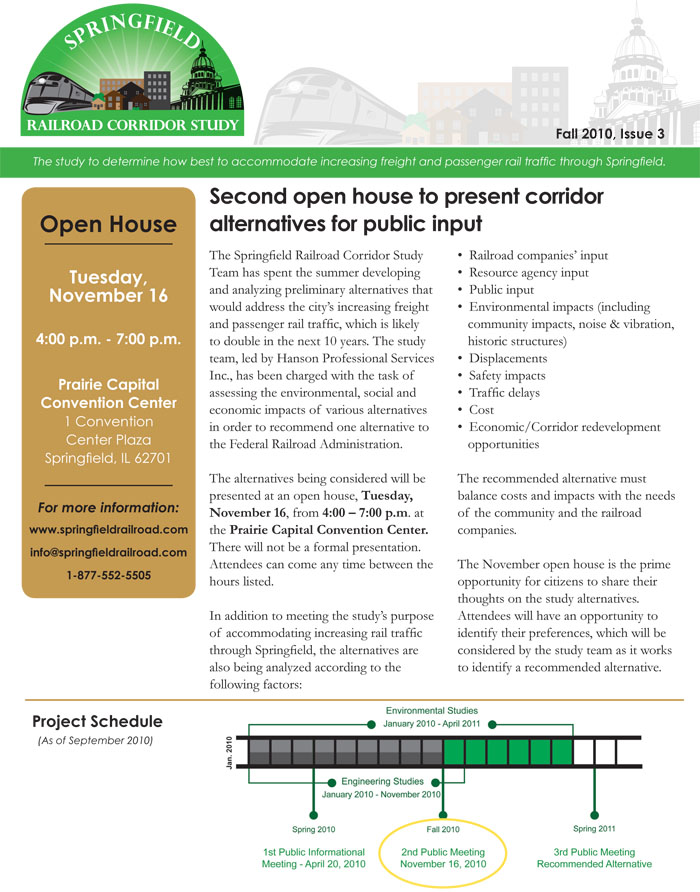 SPRINGFIELD
RAILROAD CORRIDOR STUDY
Fall 2010, Issue 3
The study to determine how best to accommodate increasing freight and passenger rail traffic through Springfield.
Open House
Tuesday,
November 16
4:00 p.m. - 7:00 p.m.
Prairie Capital
Convention Center
1 Convention
Center Plaza
Springfield, IL 62701
For more information:
www.springfieldrailroad.com
info@springfieldrailroad.com
1-877-552-5505
Second open house to present corridor
alternatives for public input
The Springfield Railroad Corridor Study
Team has spent the summer developing
and analyzing preliminary alternatives that
would address the city's increasing freight
and passenger rail traffic, which is likely
to double in the next 10 years. The study
team, led by Hanson Professional Services
Inc., has been charged with the task of
assessing the environmental, social and
economic impacts of various alternatives
in order to recommend one alternative to
the Federal Railroad Administration.
The alternatives being considered will be
presented at an open house, Tuesday,
November 16, from 4:00 – 7:00 p.m. at
the Prairie Capital Convention Center.
There will not be a formal presentation.
Attendees can come any time between the
hours listed.
In addition to meeting the study's purpose
of accommodating increasing rail traffic
through Springfield, the alternatives are
also being analyzed according to the
following factors:
• Railroad companies' input
• Resource agency input
• Public input
• Environmental impacts (including
community impacts, noise & vibration,
historic structures)
• Displacements
• Safety impacts
• Traffic delays
• Cost
• Economic/Corridor redevelopment
opportunities
The recommended alternative must
balance costs and impacts with the needs
of the community and the railroad
companies.
The November open house is the prime
opportunity for citizens to share their
thoughts on the study alternatives.
Attendees will have an opportunity to
identify their preferences, which will be
considered by the study team as it works
to identify a recommended alternative.
Project Schedule
(As of September 2010)
Environmental Studies
January 2010 - April 2011
Jan. 2010
Engineering Studies
January 2010 - November 2010
Spring 2010
1st Public Informational
Meeting - April 20, 2010
Fall 2010
2nd Public Meeting
November 16, 2010
Spring 2011
3rd Public Meeting
Recommended Alternative